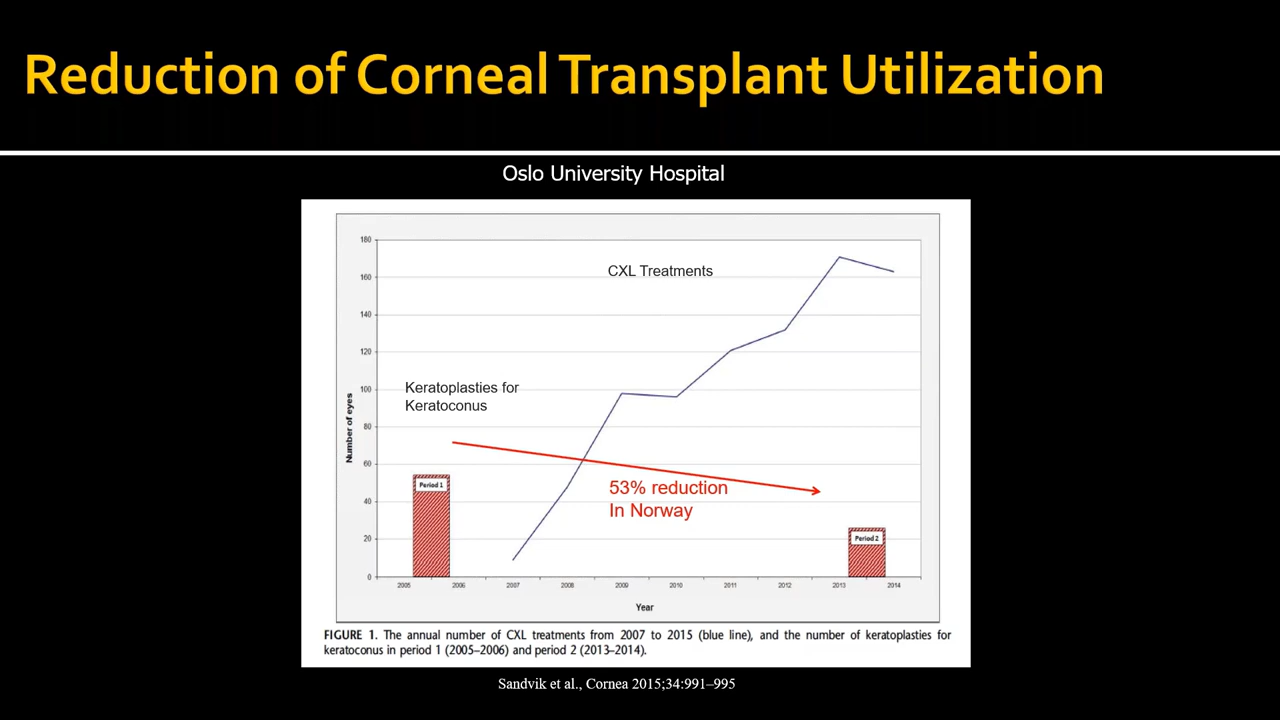 Reduction of Corneal Transplant Utilization
Oslo University Hospital
180
160
140
120
100
80
60
40
20
0
Number of eyes
CXL Treatments
Keratoplasties for
Keratoconus
53% reduction
In Norway
Period 1
Period 2
2005 2006 2007 2008 2009 2010 2011 2012 2013 2014
Year
FIGURE 1. The annual number of CXL treatments from 2007 to 2015 (blue line), and the number of keratoplasties for
keratoconus in period 1 (2005–2006) and period 2 (2013–2014).
Sandvik et al., Cornea 2015;34:991–995